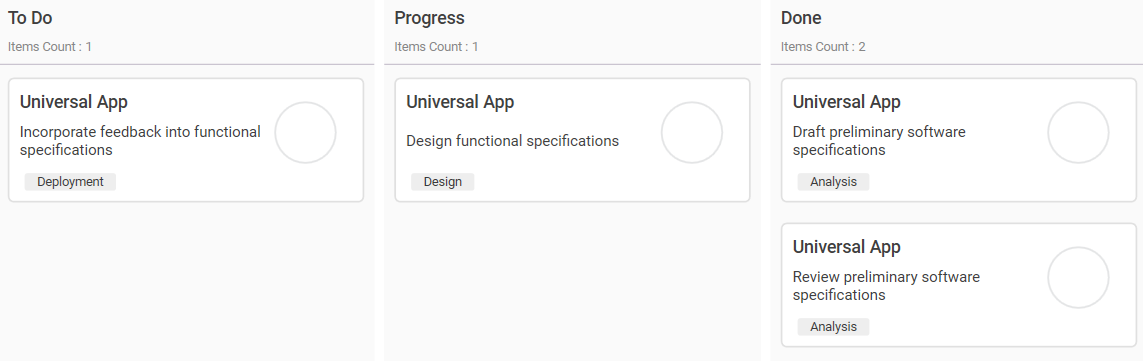 To Do
Items Count : 1
Universal App
Incorporate feedback into functional
specifications
Deployment
Progress
Items Count : 1
Universal App
Design functional specifications
Design
Done
Items Count : 2
Universal App
Draft preliminary software
specifications
Analysis
Universal App
Review preliminary software
specifications
Analysis